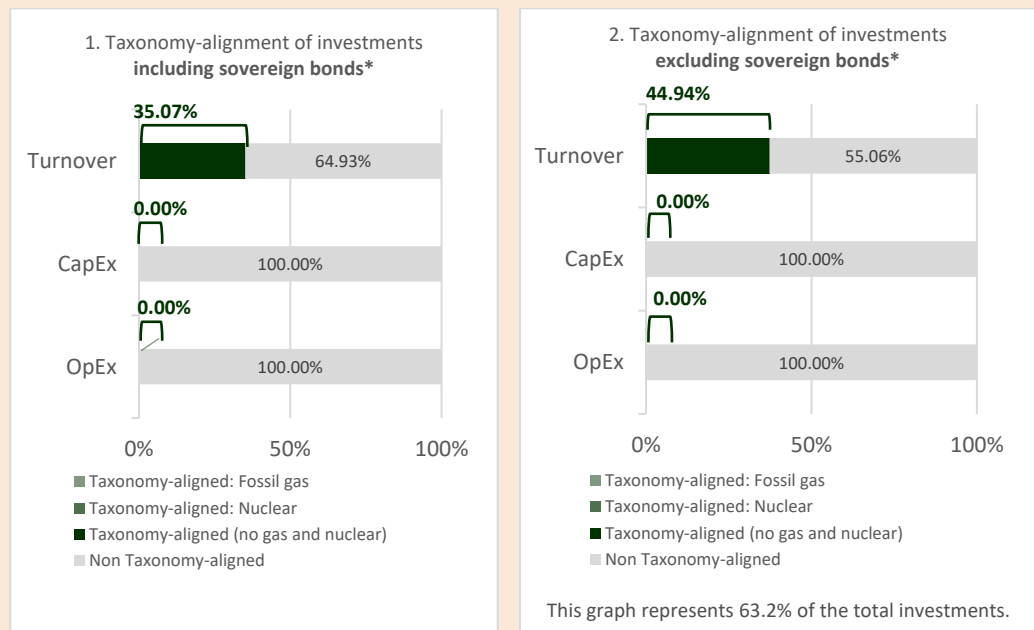 1. Taxonomy-alignment of investments
including sovereign bonds*
35.07%
Turnover
64.93%
0.00%
CapEx
100.00%
0.00%
OpEx
100.00%
0%
50%
100%
Taxonomy-aligned: Fossil gas
Taxonomy-aligned: Nuclear
Taxonomy-aligned (no gas and nuclear)
Non Taxonomy-aligned
2. Taxonomy-alignment of investments
excluding sovereign bonds*
44.94%
Turnover
55.06%
0.00%
CapEx
100.00%
0.00%
OpEx
100.00%
0%
50%
100%
Taxonomy-aligned: Fossil gas
Taxonomy-aligned: Nuclear
Taxonomy-aligned (no gas and nuclear)
Non Taxonomy-aligned
This graph represents 63.2% of the total investments.